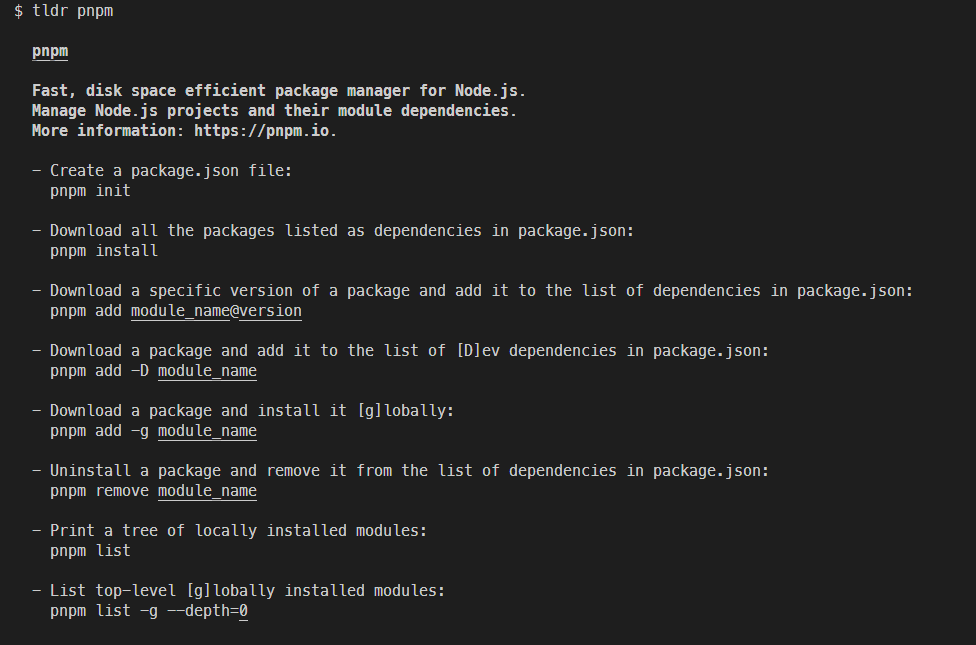 $ tldr pnpm
pnpm
Fast, disk space efficient package manager for Node.js.
Manage Node.js projects and their module dependencies.
More information: https://pnpm.io.
- Create a package.json file:
pnpm init
- Download all the packages listed as dependencies in package.json:
pnpm install
- Download a specific version of a package and add it to the list of dependencies in package.json:
pnpm add module_name@version
- Download a package and add it to the list of [D]ev dependencies in package.json:
pnpm add -D module_name
- Download a package and install it [g]lobally:
pnpm add -g module_name
- Uninstall a package and remove it from the list of dependencies in package.json:
pnpm remove module_name
- Print a tree of locally installed modules:
pnpm list
- List top-level [g]lobally installed modules:
pnpm list -g --depth=0